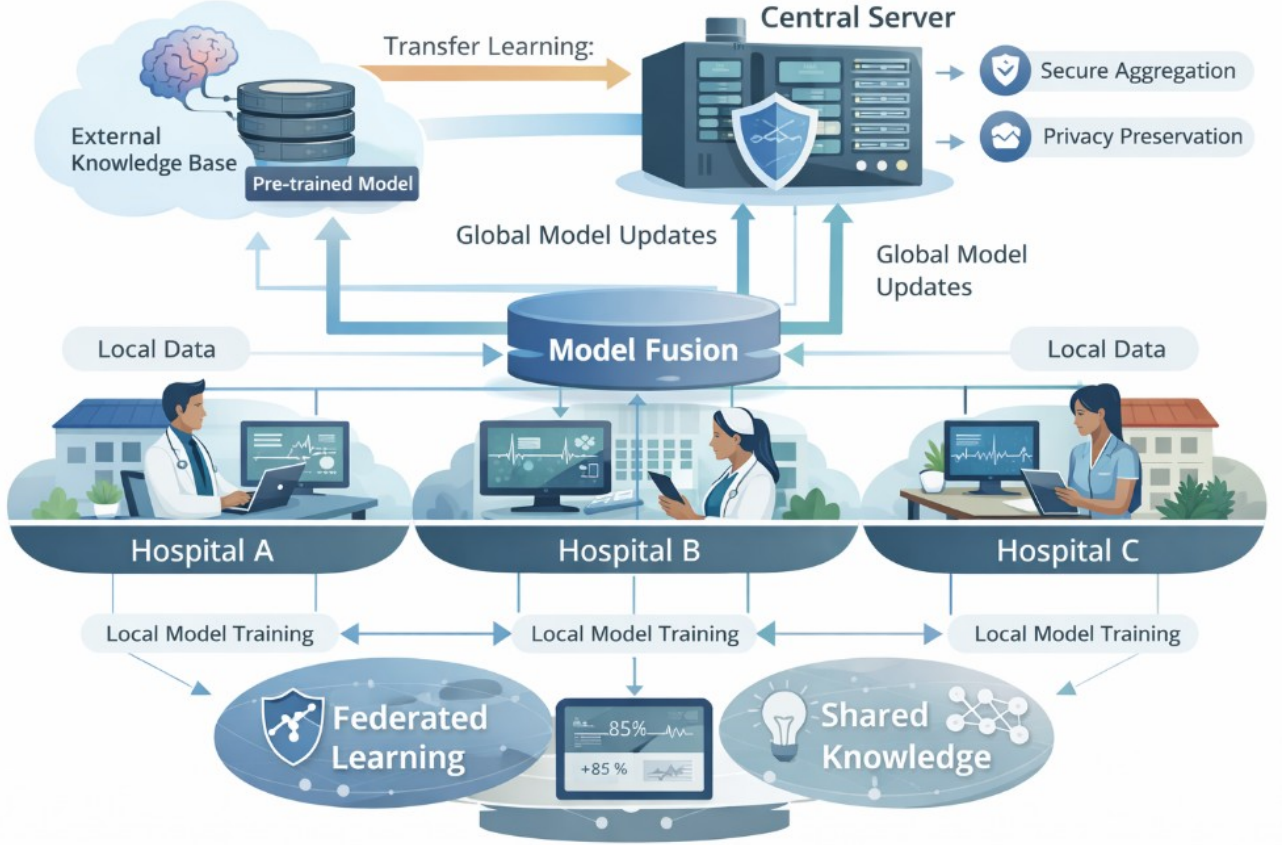 Central Server
Transfer Learning:
Secure Aggregation
External
Knowledge Base
Privacy Preservation
Pre-trained Model
Global Model Updates
Global Model
Updates
Local Data
Model Fusion
Local Data
Hospital A
Hospital B
Hospital C
Local Model Training
Local Model Training
Local Model Training
Federated
Learning
85%
+85 %
Shared
Knowledge